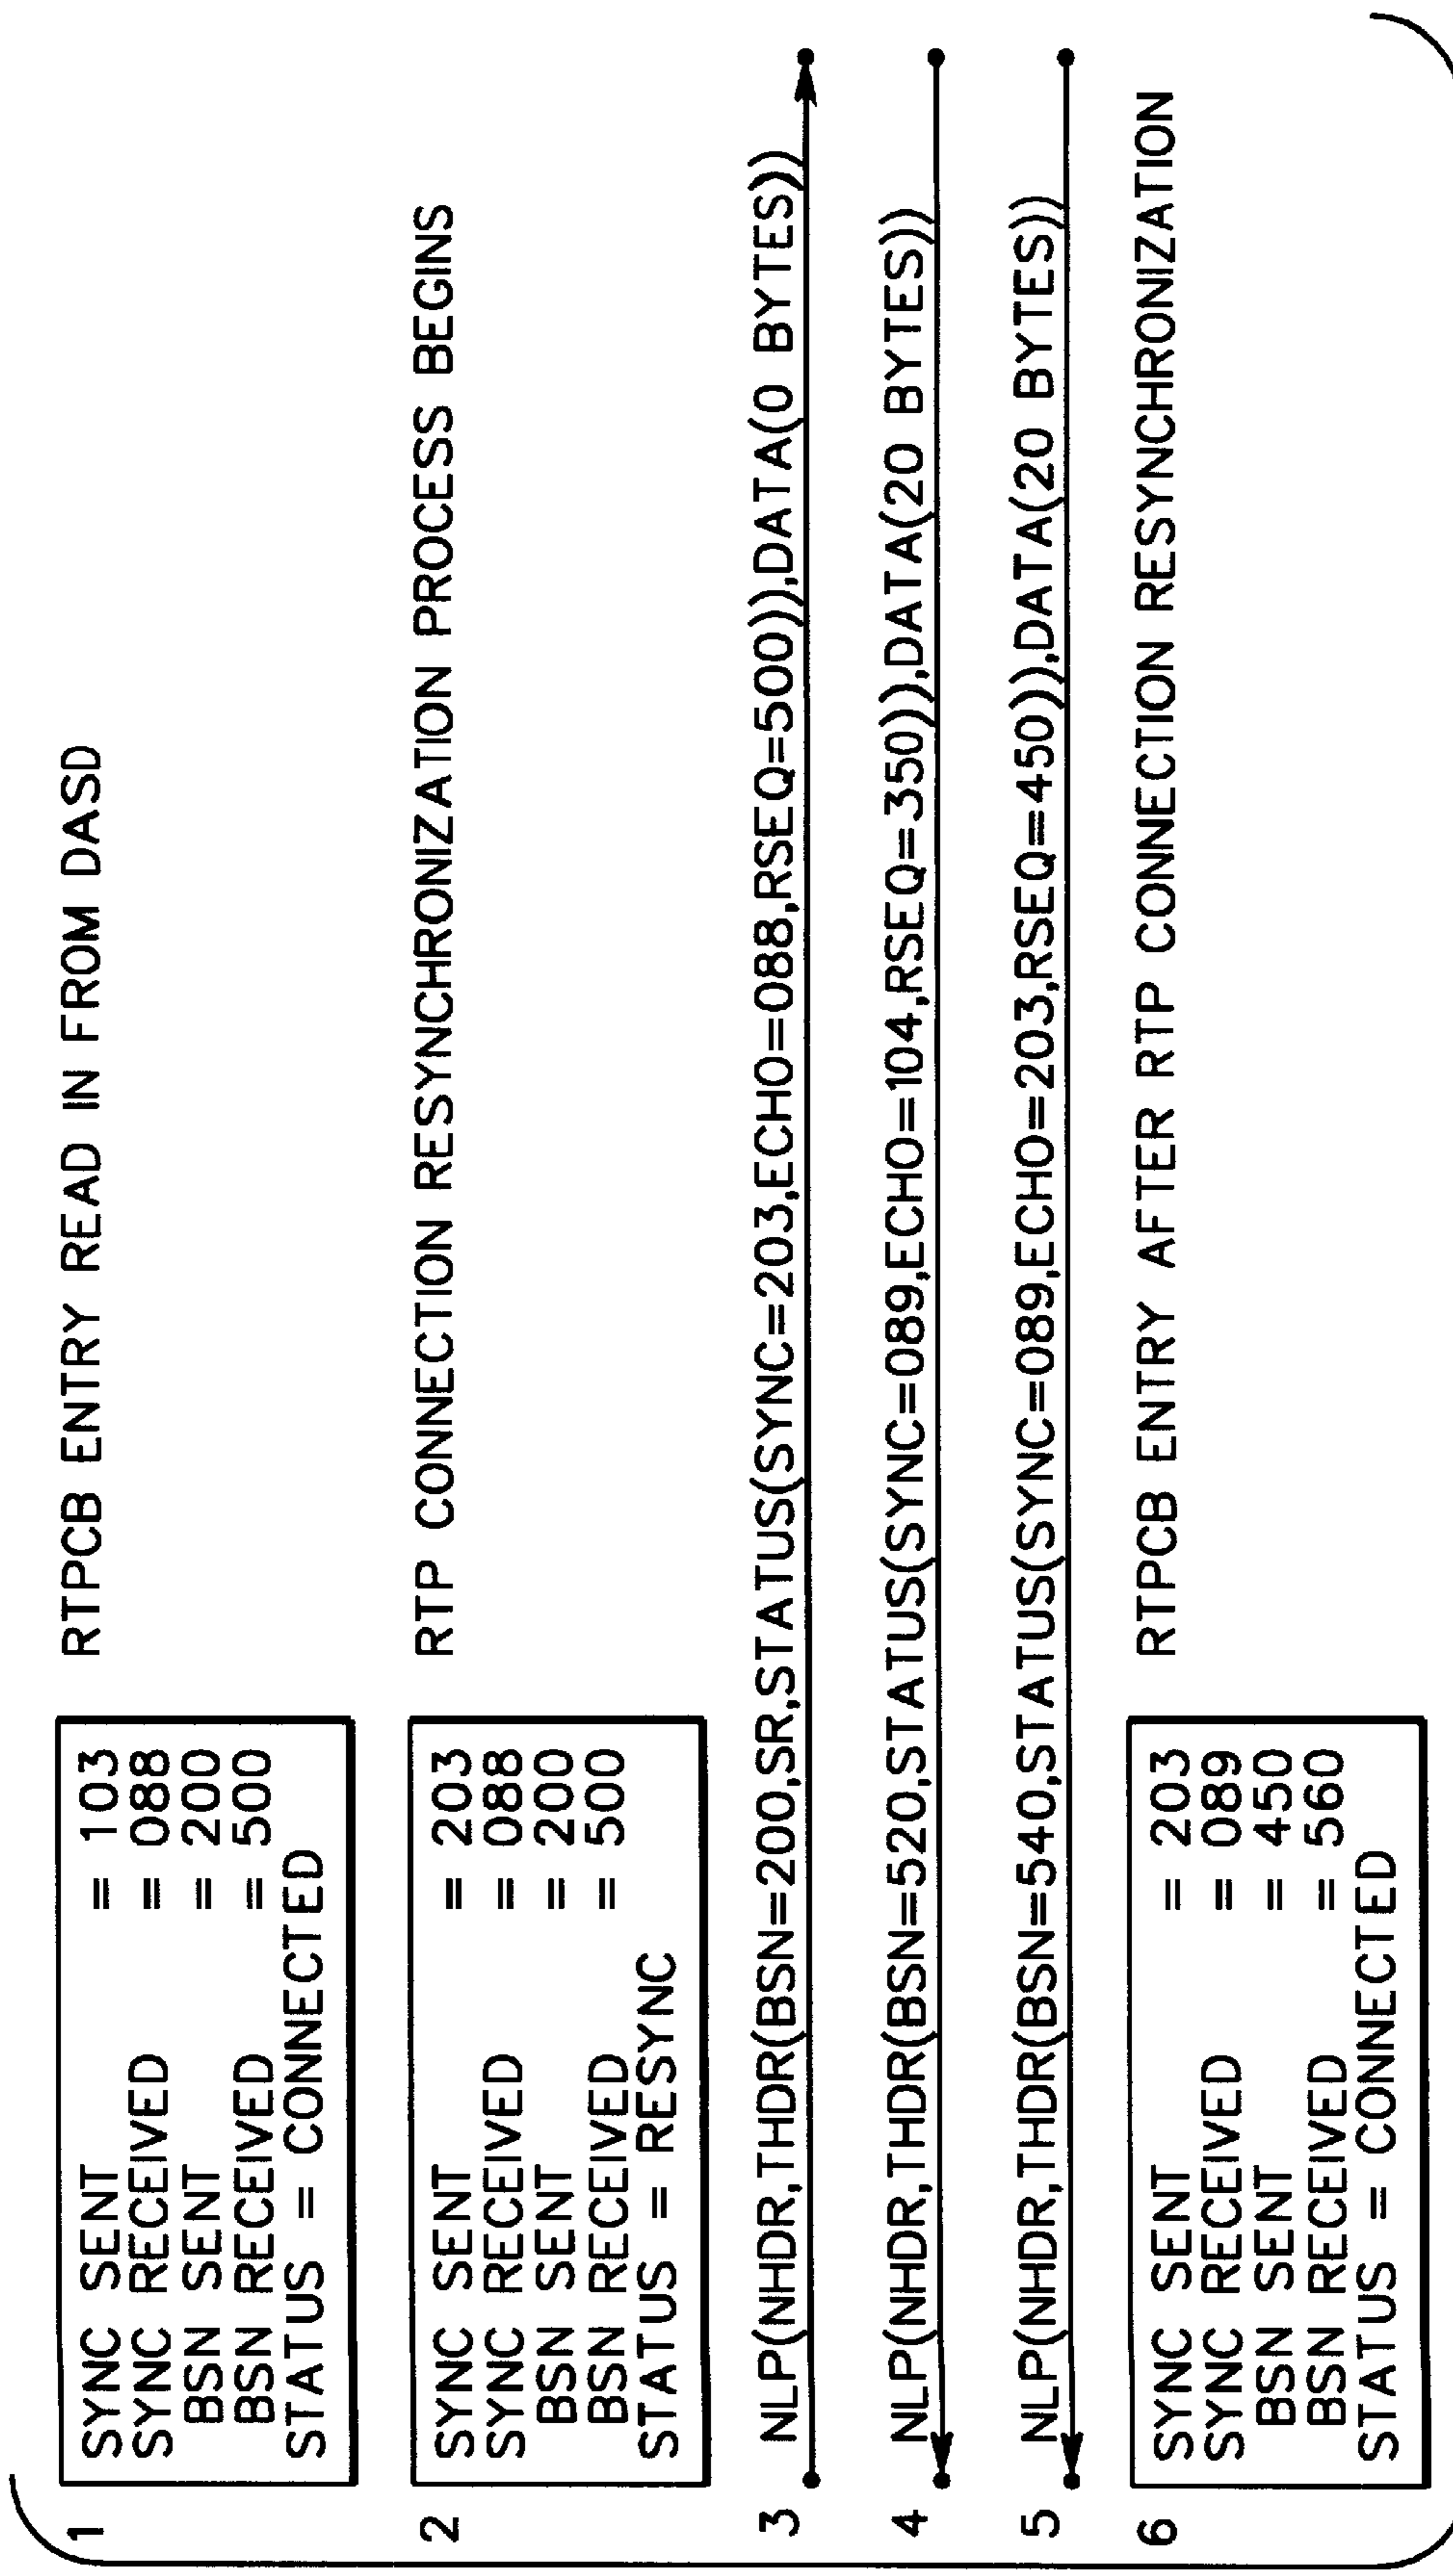 1
SYNC SENT = 103
SYNC RECEIVED = 088
BSN SENT = 200
BSN RECEIVED = 500
STATUS = CONNECTED
RTPCB ENTRY READ IN FROM DASD
2
SYNC SENT = 203
SYNC RECEIVED = 088
BSN SENT = 200
BSN RECEIVED = 500
STATUS = RESYNC
RTP CONNECTION RESYNCHRONIZATION PROCESS BEGINS
3 NLP(NHDR,THDR(BSN=200,SR,STATUS(SYNC=203,ECHO=088,RSEQ=500)),DATA(0 BYTES))
4 NLP(NHDR,THDR(BSN=520,STATUS(SYNC=089,ECHO=104,RSEQ=350)),DATA(20 BYTES))
5 NLP(NHDR,THDR(BSN=540,STATUS(SYNC=089,ECHO=203,RSEQ=450)),DATA(20 BYTES))
6
SYNC SENT = 203
SYNC RECEIVED = 089
BSN SENT = 450
BSN RECEIVED = 560
STATUS = CONNECTED
RTPCB ENTRY AFTER RTP CONNECTION RESYNCHRONIZATION